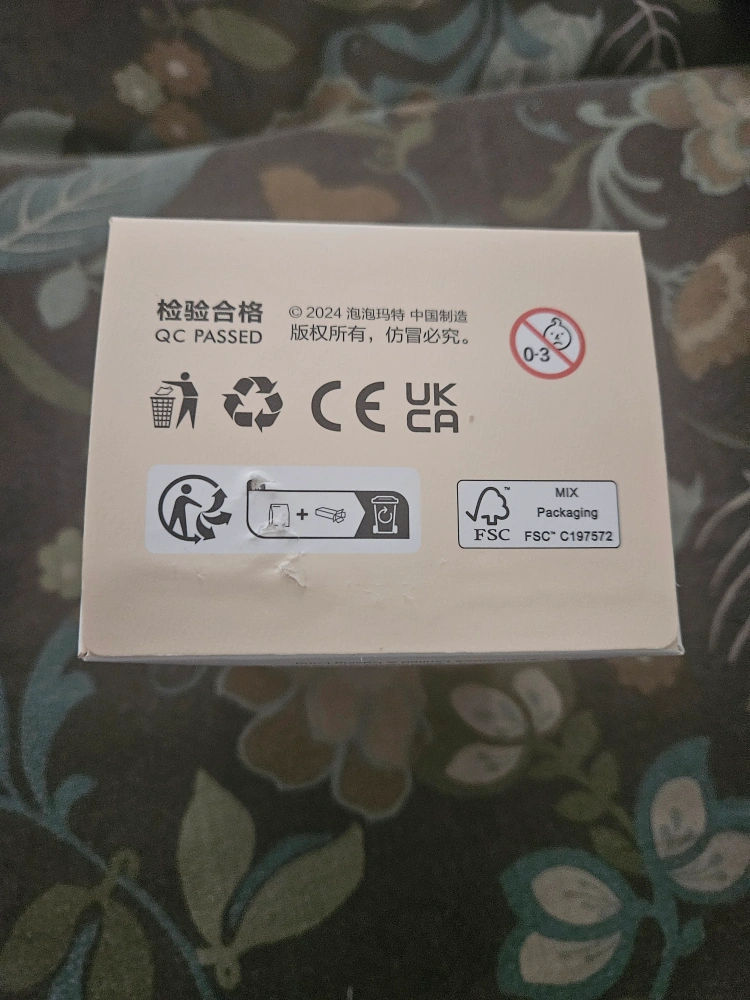 检验合格
QC PASSED
© 2024 泡泡玛特 中国制造
版权所有，仿冒必究。
0-3
CE
UK
CA
FSC
MIX
Packaging
FSC™ C197572